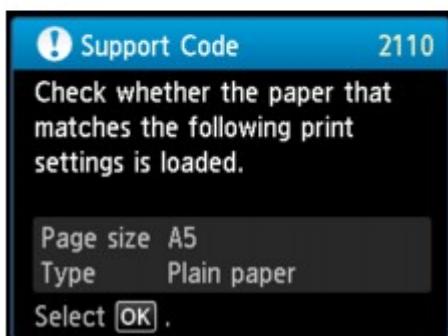 Support Code 2110
Check whether the paper that
matches the following print
settings is loaded.
Page size A5
Type Plain paper
Select OK .